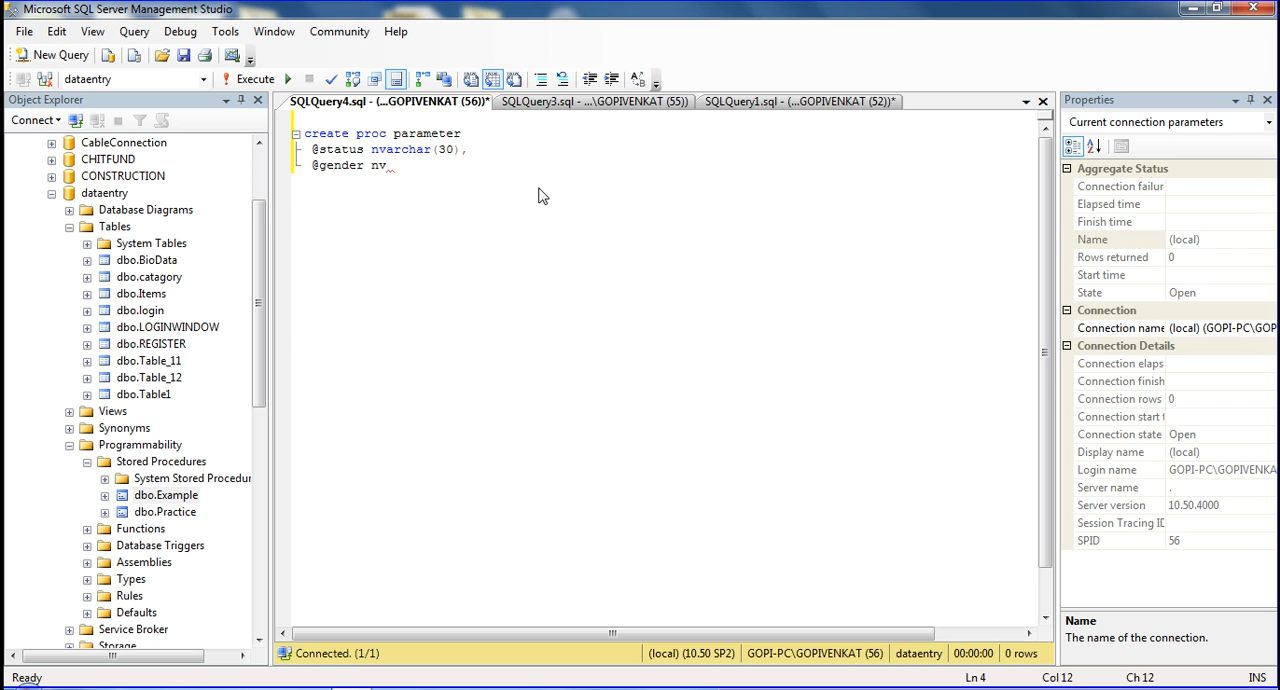 Microsoft SQL Server Management Studio
File Edit View Query Debug Tools Window Community Help
New Query
dataentry Execute
Object Explorer
Connect
CableConnection
CHITFUND
CONSTRUCTION
dataentry
Database Diagrams
Tables
System Tables
dbo.BioData
dbo.catagory
dbo.Items
dbo.login
dbo.LOGINWINDOW
dbo.REGISTER
dbo.Table_11
dbo.Table_12
dbo.Table1
Views
Synonyms
Programmability
Stored Procedures
System Stored Procedur
dbo.Example
dbo.Practice
Functions
Database Triggers
Assemblies
Types
Rules
Defaults
Service Broker
Storage
SQLQuery4.sql - (...GOPIVENKAT (56))* SQLQuery3.sql - ...\GOPIVENKAT (55)) SQLQuery1.sql - (...GOPIVENKAT (52))*
create proc parameter
@status nvarchar(30),
@gender nv
Connected. (1/1) (local) (10.50 SP2) GOPI-PC\GOPIVENKAT (56) dataentry 00:00:00 0 rows
Properties
Current connection parameters
Aggregate Status
Connection failur
Elapsed time
Finish time
Name (local)
Rows returned 0
Start time
State Open
Connection
Connection name (local) (GOPI-PC\GOP
Connection Details
Connection elaps
Connection finish
Connection rows 0
Connection start t
Connection state Open
Display name (local)
Login name GOPI-PC\GOPIVENKA
Server name .
Server version 10.50.4000
Session Tracing ID
SPID 56
Name
The name of the connection.
Ready Ln 4 Col 12 Ch 12 INS